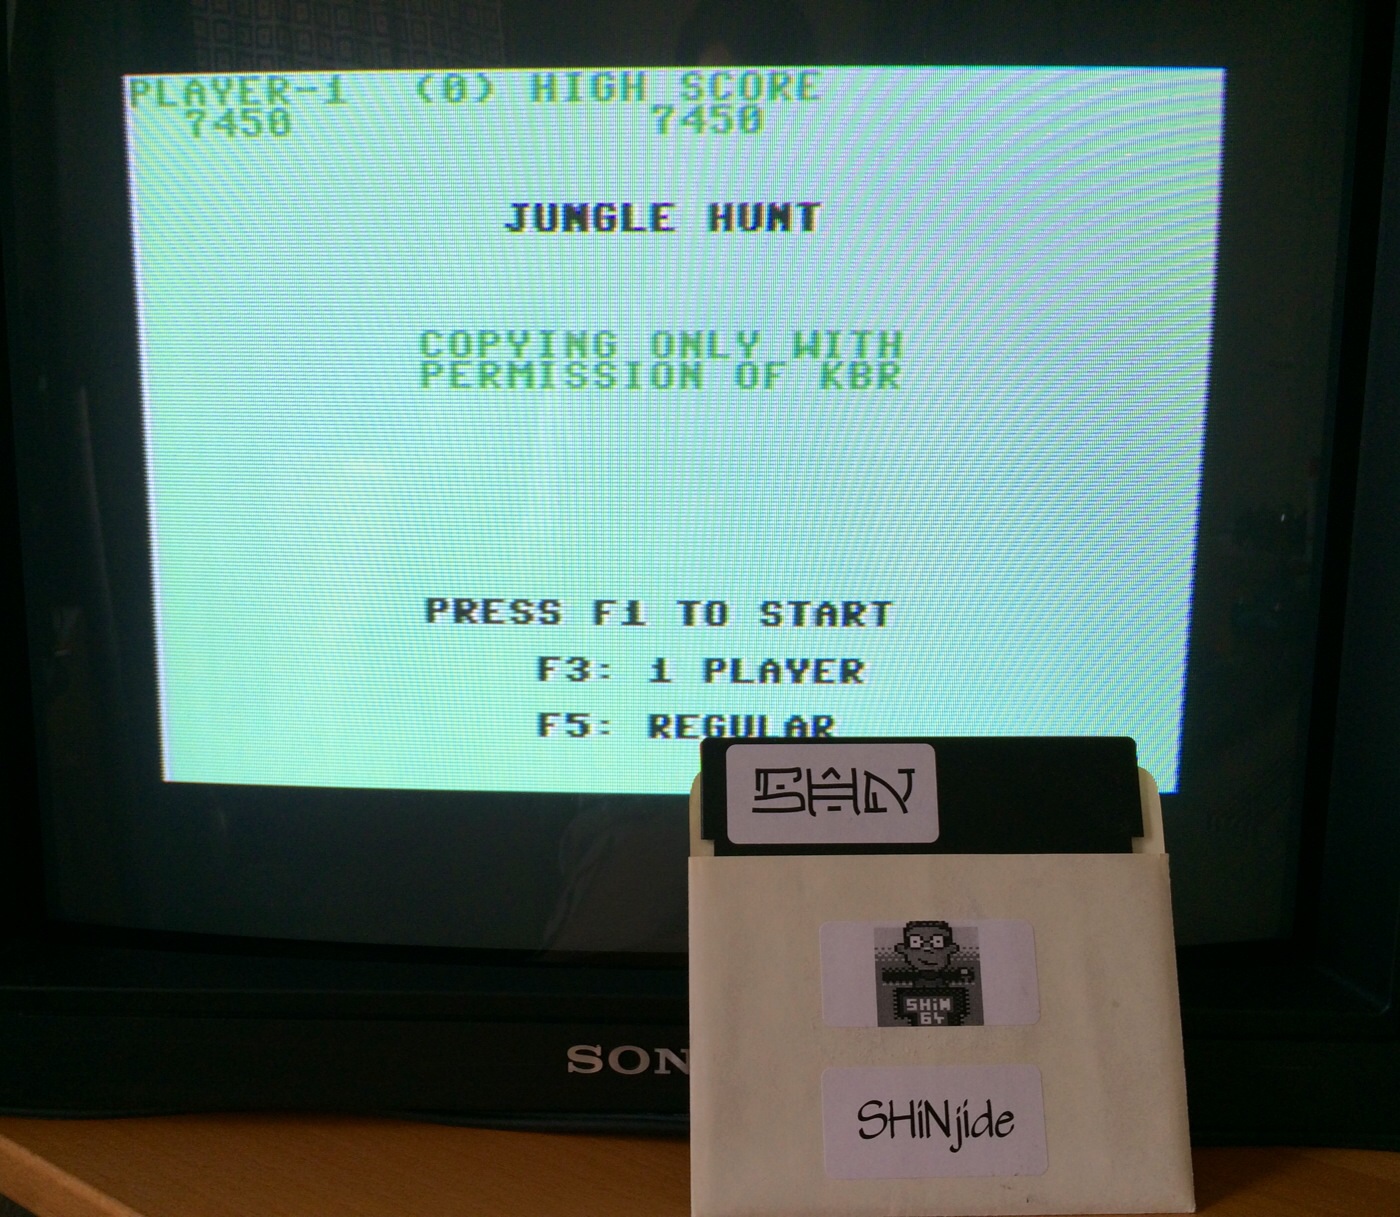 PLAYER-1 (0) HIGH SCORE
7450 7450
JUNGLE HUNT
COPYING ONLY WITH
PERMISSION OF KBR
PRESS F1 TO START
F3: 1 PLAYER
F5: REGULAR
SHiN
SHiN
64
SHiNjide
SON